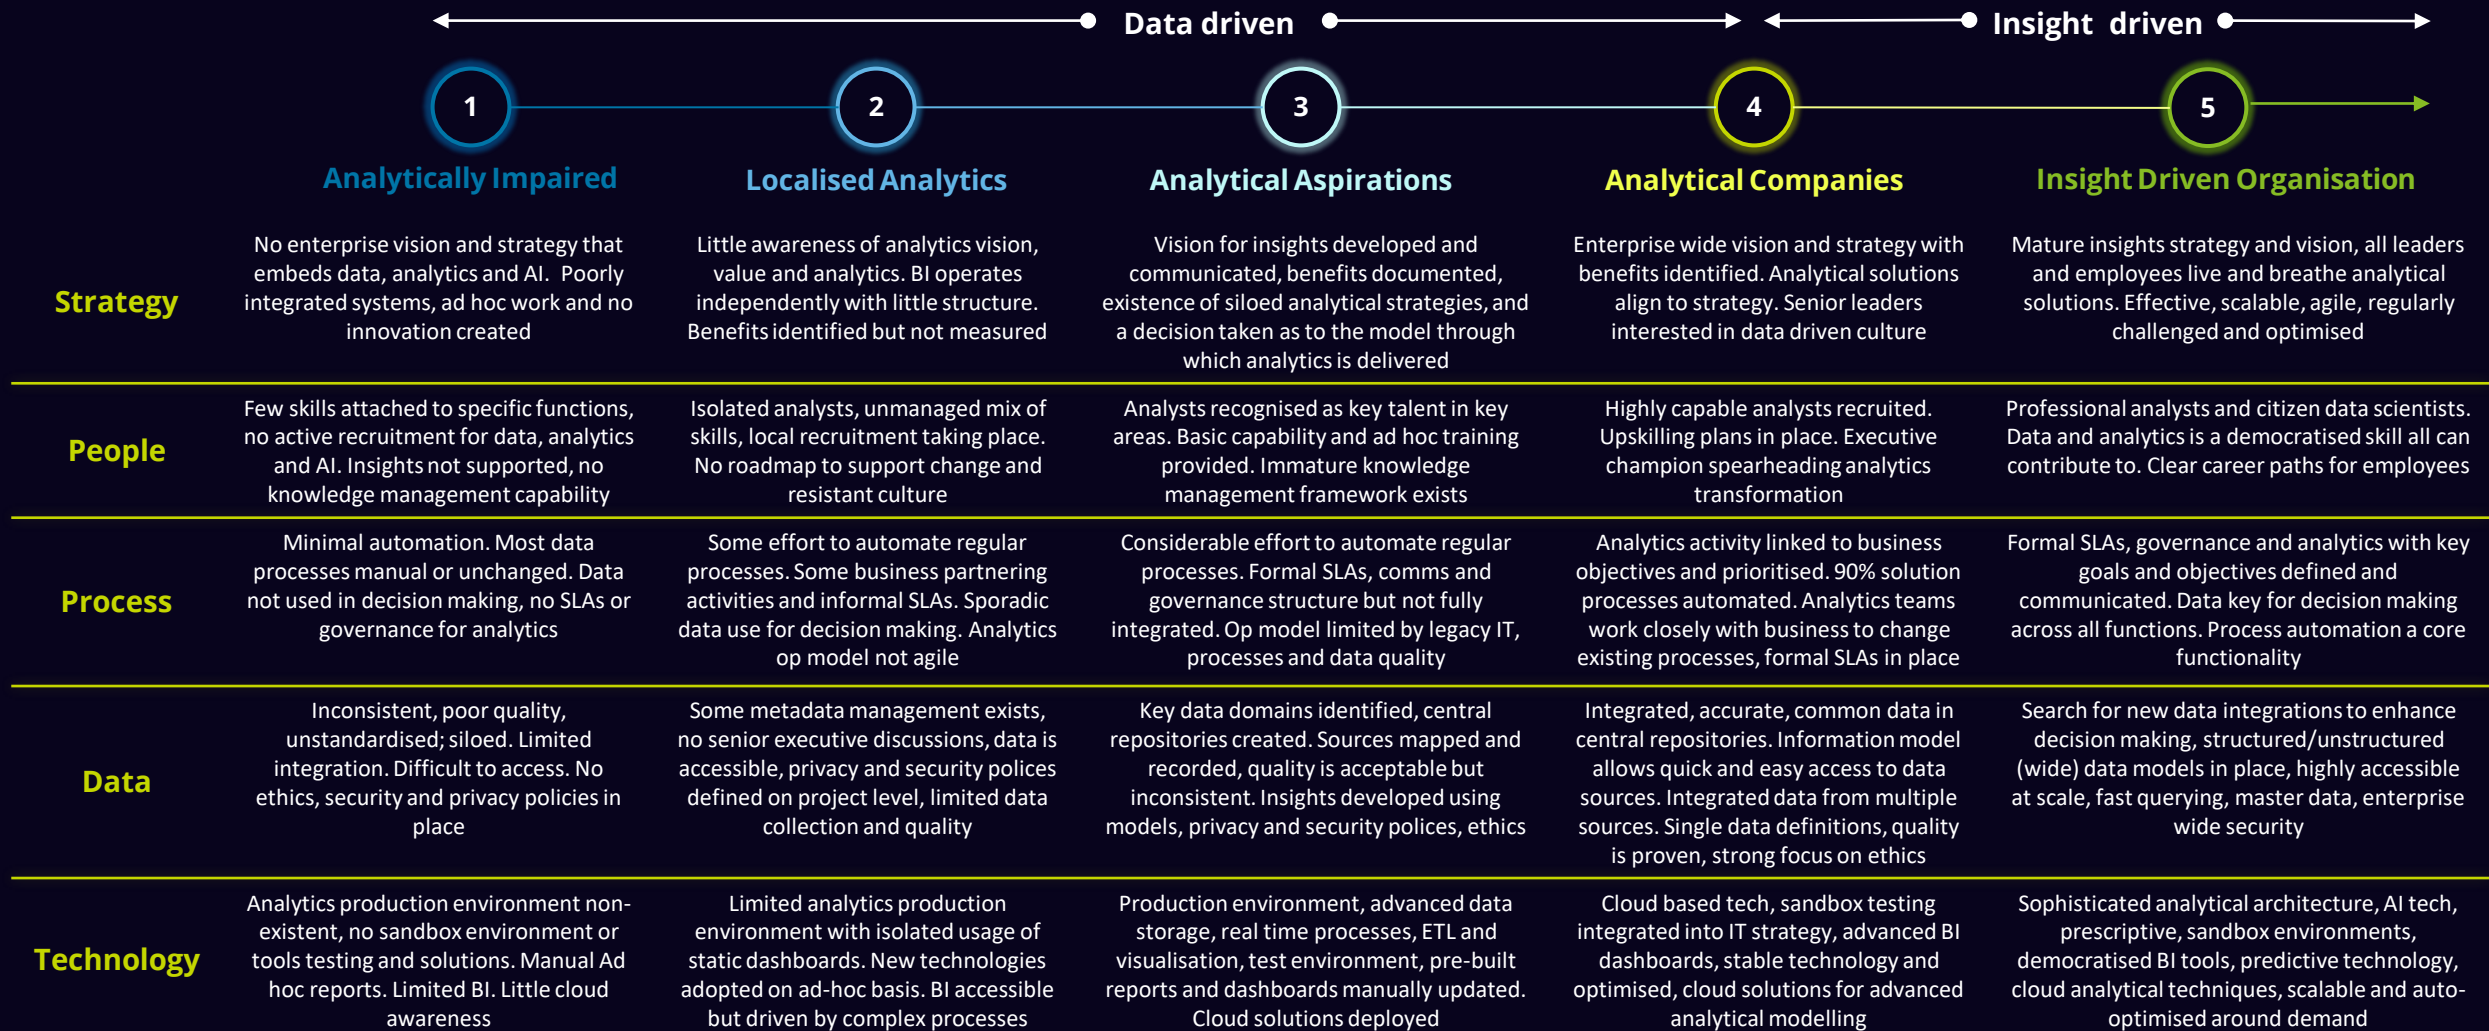 Data driven
Insight driven
1
2
3
4
5
Analytically Impaired
Localised Analytics
Analytical Aspirations
Analytical Companies
Insight Driven Organisation
Strategy
No enterprise vision and strategy that
embeds data, analytics and AI. Poorly
integrated systems, ad hoc work and no
innovation created
Little awareness of analytics vision,
value and analytics. BI operates
independently with little structure.
Benefits identified but not measured
Vision for insights developed and
communicated, benefits documented,
existence of siloed analytical strategies, and
a decision taken as to the model through
which analytics is delivered
Enterprise wide vision and strategy with
benefits identified. Analytical solutions
align to strategy. Senior leaders
interested in data driven culture
Mature insights strategy and vision, all leaders
and employees live and breathe analytical
solutions. Effective, scalable, agile, regularly
challenged and optimised
People
Few skills attached to specific functions,
no active recruitment for data, analytics
and AI. Insights not supported, no
knowledge management capability
Isolated analysts, unmanaged mix of
skills, local recruitment taking place.
No roadmap to support change and
resistant culture
Analysts recognised as key talent in key
areas. Basic capability and ad hoc training
provided. Immature knowledge
management framework exists
Highly capable analysts recruited.
Upskilling plans in place. Executive
champion spearheading analytics
transformation
Professional analysts and citizen data scientists.
Data and analytics is a democratised skill all can
contribute to. Clear career paths for employees
Process
Minimal automation. Most data
processes manual or unchanged. Data
not used in decision making, no SLAs or
governance for analytics
Some effort to automate regular
processes. Some business partnering
activities and informal SLAs. Sporadic
data use for decision making. Analytics
op model not agile
Considerable effort to automate regular
processes. Formal SLAs, comms and
governance structure but not fully
integrated. Op model limited by legacy IT,
processes and data quality
Analytics activity linked to business
objectives and prioritised. 90% solution
processes automated. Analytics teams
work closely with business to change
existing processes, formal SLAs in place
Formal SLAs, governance and analytics with key
goals and objectives defined and
communicated. Data key for decision making
across all functions. Process automation a core
functionality
Data
Inconsistent, poor quality,
unstandardised; siloed. Limited
integration. Difficult to access. No
ethics, security and privacy policies in
place
Some metadata management exists,
no senior executive discussions, data is
accessible, privacy and security polices
defined on project level, limited data
collection and quality
Key data domains identified, central
repositories created. Sources mapped and
recorded, quality is acceptable but
inconsistent. Insights developed using
models, privacy and security polices, ethics
Integrated, accurate, common data in
central repositories. Information model
allows quick and easy access to data
sources. Integrated data from multiple
sources. Single data definitions, quality
is proven, strong focus on ethics
Search for new data integrations to enhance
decision making, structured/unstructured
(wide) data models in place, highly accessible
at scale, fast querying, master data, enterprise
wide security
Technology
Analytics production environment non-
existent, no sandbox environment or
tools testing and solutions. Manual Ad
hoc reports. Limited BI. Little cloud
awareness
Limited analytics production
environment with isolated usage of
static dashboards. New technologies
adopted on ad-hoc basis. BI accessible
but driven by complex processes
Production environment, advanced data
storage, real time processes, ETL and
visualisation, test environment, pre-built
reports and dashboards manually updated.
Cloud solutions deployed
Cloud based tech, sandbox testing
integrated into IT strategy, advanced BI
dashboards, stable technology and
optimised, cloud solutions for advanced
analytical modelling
Sophisticated analytical architecture, AI tech,
prescriptive, sandbox environments,
democratised BI tools, predictive technology,
cloud analytical techniques, scalable and auto-
optimised around demand